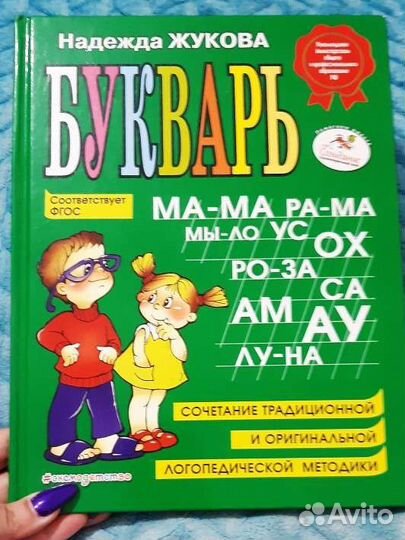 Надежда ЖУКОВА
БУКВАРЬ
Соответствует
ФГОС
МА-МА РА-МА
МЫ-ЛО УС ОХ
РО-ЗА
СА
АМ АУ
ЛУ-НА
СОЧЕТАНИЕ ТРАДИЦИОННОЙ
И ОРИГИНАЛЬНОЙ
ЛОГОПЕДИЧЕСКОЙ МЕТОДИКИ
#эксмодетство
Avito